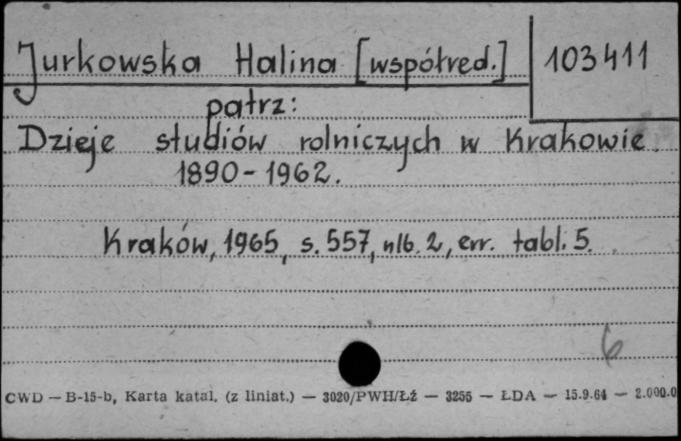 Jurkowska Halina [współred.] 103411
patrz:
Dzieje studiów rolniczych w Krakowie.
1890-1962.
Kraków, 1965, s. 557, nlb. 2, err. tabl. 5.
6
CWD — B-15-b, Karta katal. (z liniat.) — 3020/PWH/Łź — 3255 — ŁDA — 15.9.64 — 2.000.0